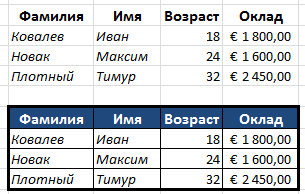 Фамилия Имя Возраст Оклад
Ковалев Иван 18 € 1 800,00
Новак Максим 24 € 1 600,00
Плотный Тимур 32 € 2 450,00
Фамилия Имя Возраст Оклад
Ковалев Иван 18 € 1 800,00
Новак Максим 24 € 1 600,00
Плотный Тимур 32 € 2 450,00